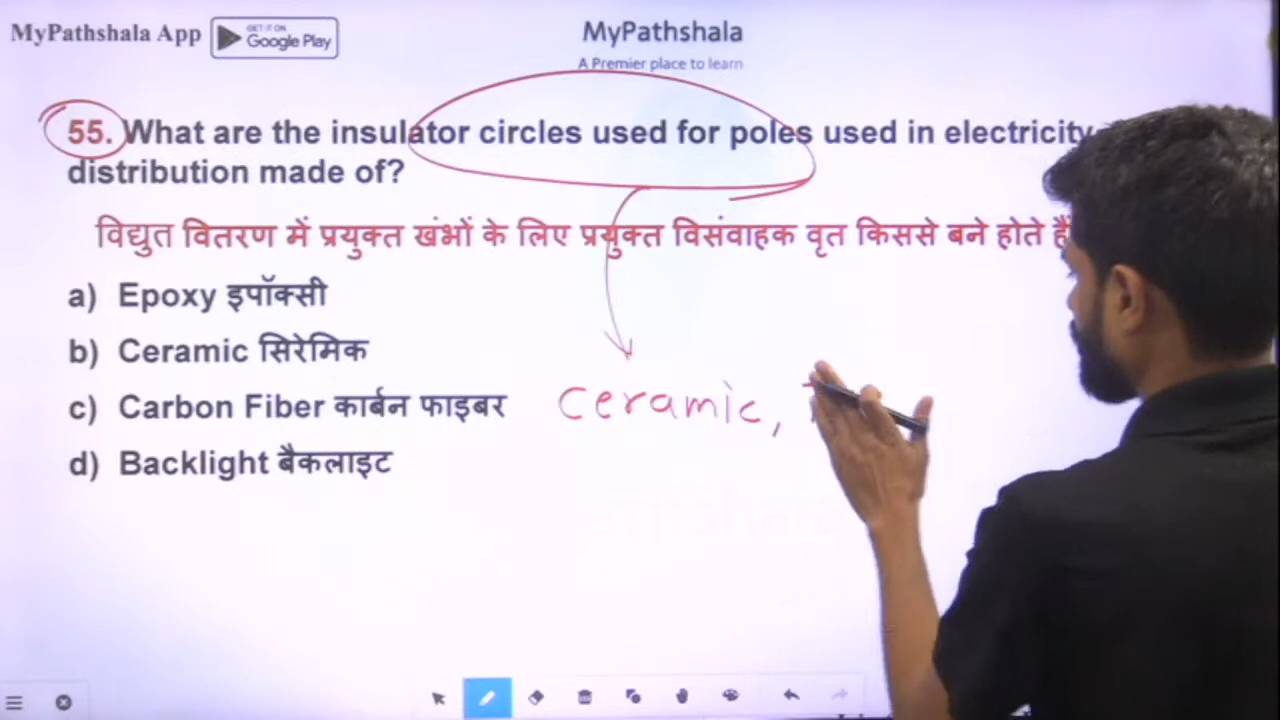 MyPathshala App
GET IT ON
Google Play
MyPathshala
A Premier place to learn
55. What are the insulator circles used for poles used in electricity
distribution made of?
विद्युत वितरण में प्रयुक्त खंभों के लिए प्रयुक्त विसंवाहक वृत किससे बने होते हैं
a) Epoxy इपॉक्सी
b) Ceramic सिरेमिक
c) Carbon Fiber कार्बन फाइबर
d) Backlight बैकलाइट
Ceramic,